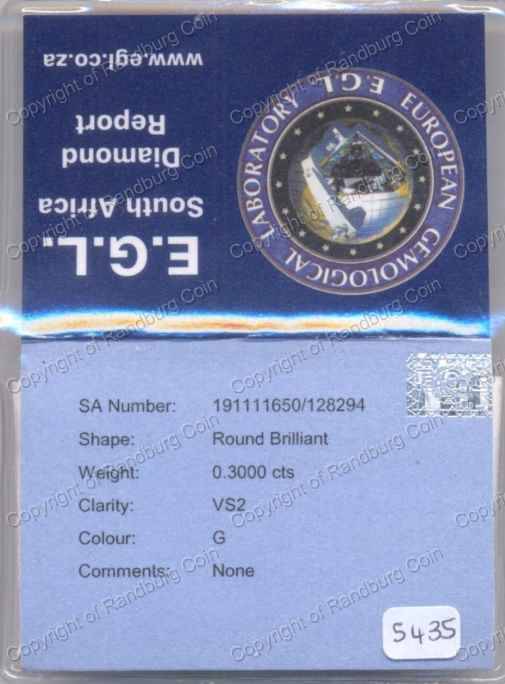 E.G.L.
South Africa
Diamond
Report
www.egl.co.za
E.G.L. EUROPEAN GEMOLOGICAL LABORATORY
SA Number: 191111650/128294
Shape: Round Brilliant
Weight: 0.3000 cts
Clarity: VS2
Colour: G
Comments: None
5435
Copyright of Randburg Coin